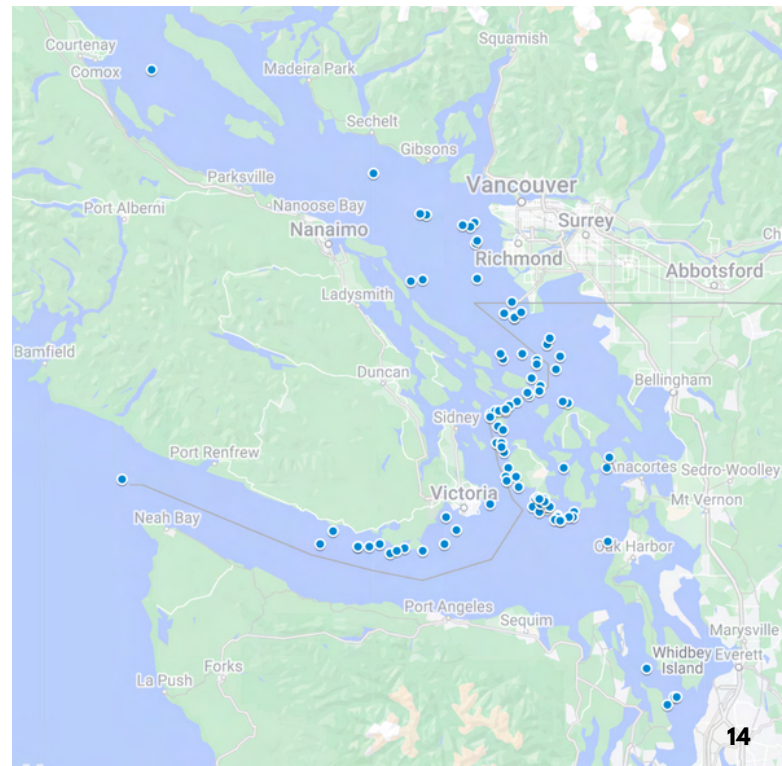 Squamish
Courtenay
Comox
Madeira Park
Sechelt
Gibsons
Parksville
Vancouver
Port Alberni
Nanoose Bay
Nanaimo
Surrey
Richmond
Abbotsford
Ladysmith
Bamfield
Duncan
Bellingham
Sidney
Port Renfrew
Anacortes
Sedro-Woolley
Victoria
Mt Vernon
Neah Bay
Oak Harbor
Port Angeles
Sequim
Marysville
Whidbey
Island
Everett
Forks
La Push
14